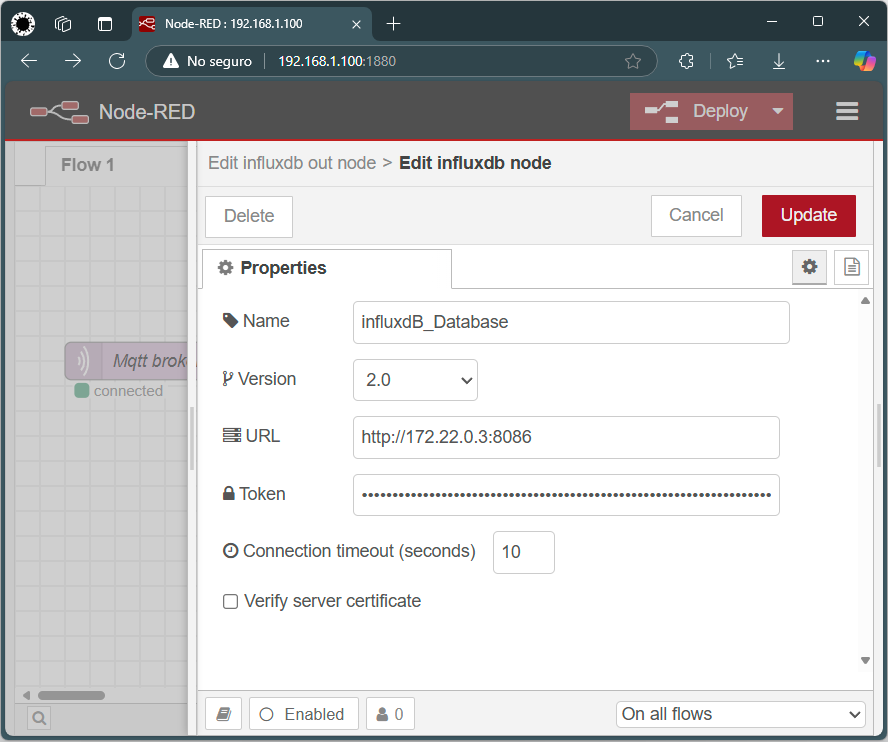 Node-RED : 192.168.1.100
No seguro 192.168.1.100:1880
Node-RED Deploy
Flow 1
Edit influxdb out node > Edit influxdb node
Delete Cancel Update
Properties
Name influxdB_Database
Version 2.0
Mqtt brok
connected
URL http://172.22.0.3:8086
Token ••••••••••••••••••••••••••••••••••••••••••••••••••••••••••••••••
Connection timeout (seconds) 10
Verify server certificate
Enabled 0 On all flows